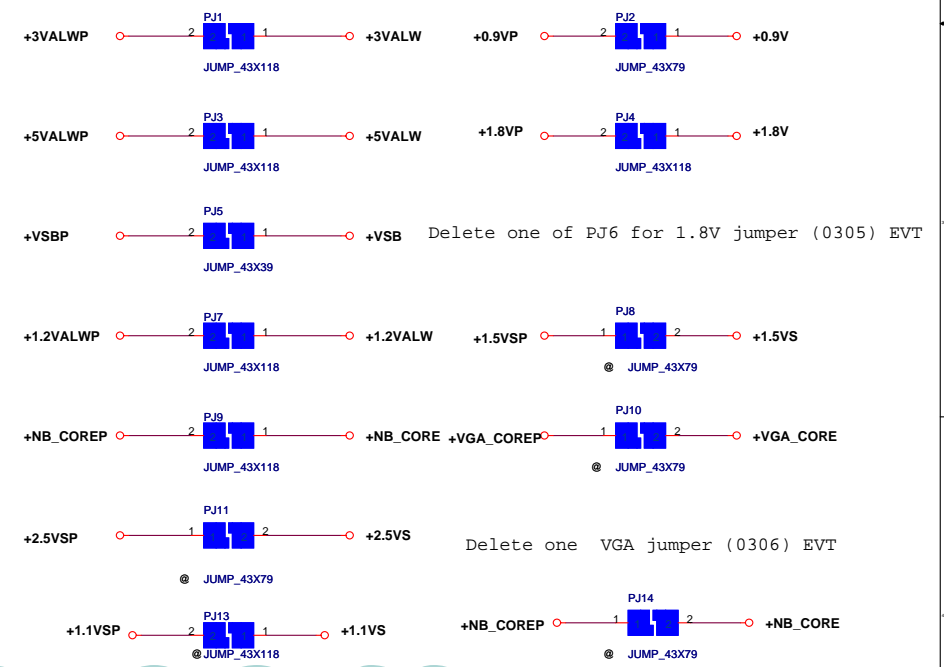 PJ1
+3VALWP 2 2 1 1 +3VALW
JUMP_43X118
PJ2
+0.9VP 2 2 1 1 +0.9V
JUMP_43X79
PJ3
+5VALWP 2 2 1 1 +5VALW
JUMP_43X118
PJ4
+1.8VP 2 2 1 1 +1.8V
JUMP_43X118
PJ5
+VSBP 2 2 1 1 +VSB
JUMP_43X39
Delete one of PJ6 for 1.8V jumper (0305) EVT
PJ7
+1.2VALWP 2 2 1 1 +1.2VALW
JUMP_43X118
PJ8
+1.5VSP 1 1 2 2 +1.5VS
@ JUMP_43X79
PJ9
+NB_COREP 2 2 1 1 +NB_CORE
JUMP_43X118
PJ10
+VGA_COREP 1 1 2 2 +VGA_CORE
@ JUMP_43X79
PJ11
+2.5VSP 1 1 2 2 +2.5VS
@ JUMP_43X79
Delete one VGA jumper (0306) EVT
PJ13
+1.1VSP 2 2 1 1 +1.1VS
@ JUMP_43X118
PJ14
+NB_COREP 1 1 2 2 +NB_CORE
@ JUMP_43X79